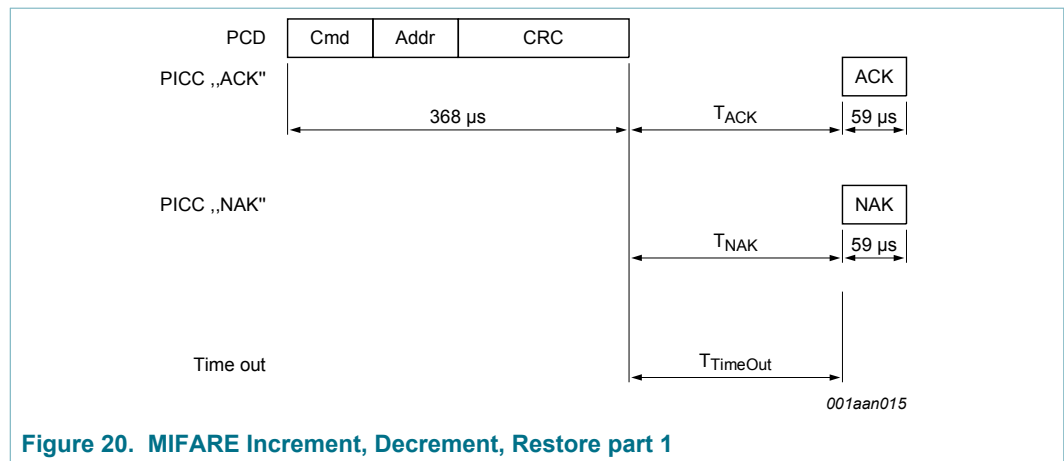 PCD Cmd Addr CRC
PICC ,,ACK" ACK
368 µs TACK 59 µs
PICC ,,NAK" NAK
TNAK 59 µs
Time out TTimeOut
001aan015
Figure 20. MIFARE Increment, Decrement, Restore part 1